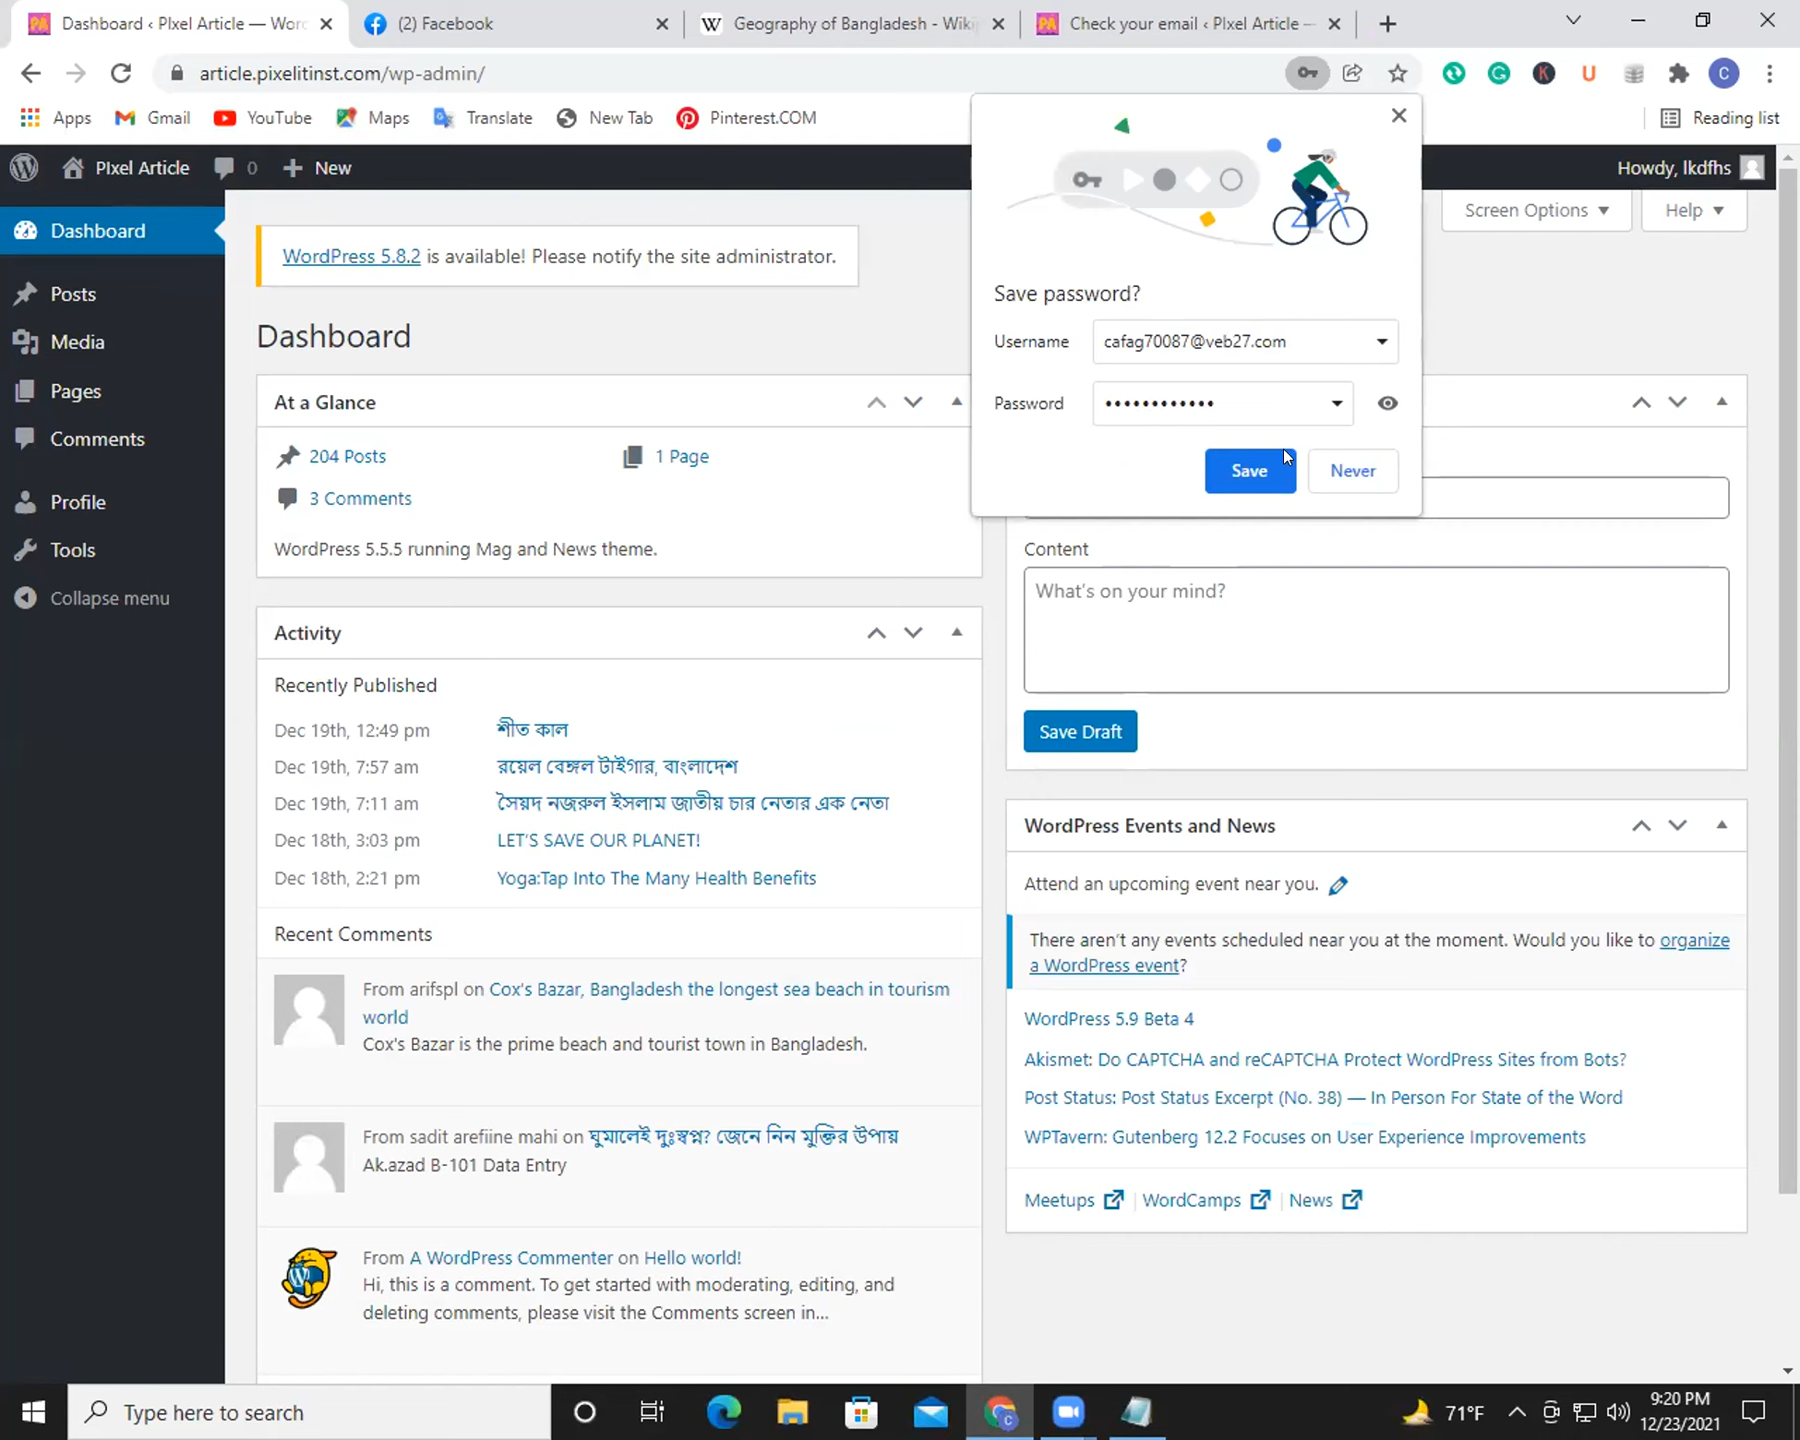 Dashboard ‹ PIxel Article — Wor
(2) Facebook
Geography of Bangladesh - Wiki
Check your email ‹ PIxel Article —
article.pixelitinst.com/wp-admin/
Apps
Gmail
YouTube
Maps
Translate
New Tab
Pinterest.COM
Reading list
PIxel Article
0
New
Howdy, lkdfhs
Screen Options
Help
Dashboard
Posts
Media
Pages
Comments
Profile
Tools
Collapse menu
WordPress 5.8.2 is available! Please notify the site administrator.
Dashboard
At a Glance
204 Posts
1 Page
3 Comments
WordPress 5.5.5 running Mag and News theme.
Activity
Recently Published
Dec 19th, 12:49 pm শীত কাল
Dec 19th, 7:57 am রয়েল বেঙ্গল টাইগার, বাংলাদেশ
Dec 19th, 7:11 am সৈয়দ নজরুল ইসলাম জাতীয় চার নেতার এক নেতা
Dec 18th, 3:03 pm LET'S SAVE OUR PLANET!
Dec 18th, 2:21 pm Yoga:Tap Into The Many Health Benefits
Recent Comments
From arifspl on Cox's Bazar, Bangladesh the longest sea beach in tourism
world
Cox's Bazar is the prime beach and tourist town in Bangladesh.
From sadit arefiine mahi on ঘুমালেই দুঃস্বপ্ন? জেনে নিন মুক্তির উপায়
Ak.azad B-101 Data Entry
From A WordPress Commenter on Hello world!
Hi, this is a comment. To get started with moderating, editing, and
deleting comments, please visit the Comments screen in...
Save password?
Username
cafag70087@veb27.com
Password
Save
Never
Content
What's on your mind?
Save Draft
WordPress Events and News
Attend an upcoming event near you.
There aren't any events scheduled near you at the moment. Would you like to organize
a WordPress event?
WordPress 5.9 Beta 4
Akismet: Do CAPTCHA and reCAPTCHA Protect WordPress Sites from Bots?
Post Status: Post Status Excerpt (No. 38) — In Person For State of the Word
WPTavern: Gutenberg 12.2 Focuses on User Experience Improvements
Meetups
WordCamps
News
Type here to search
71°F
9:20 PM
12/23/2021